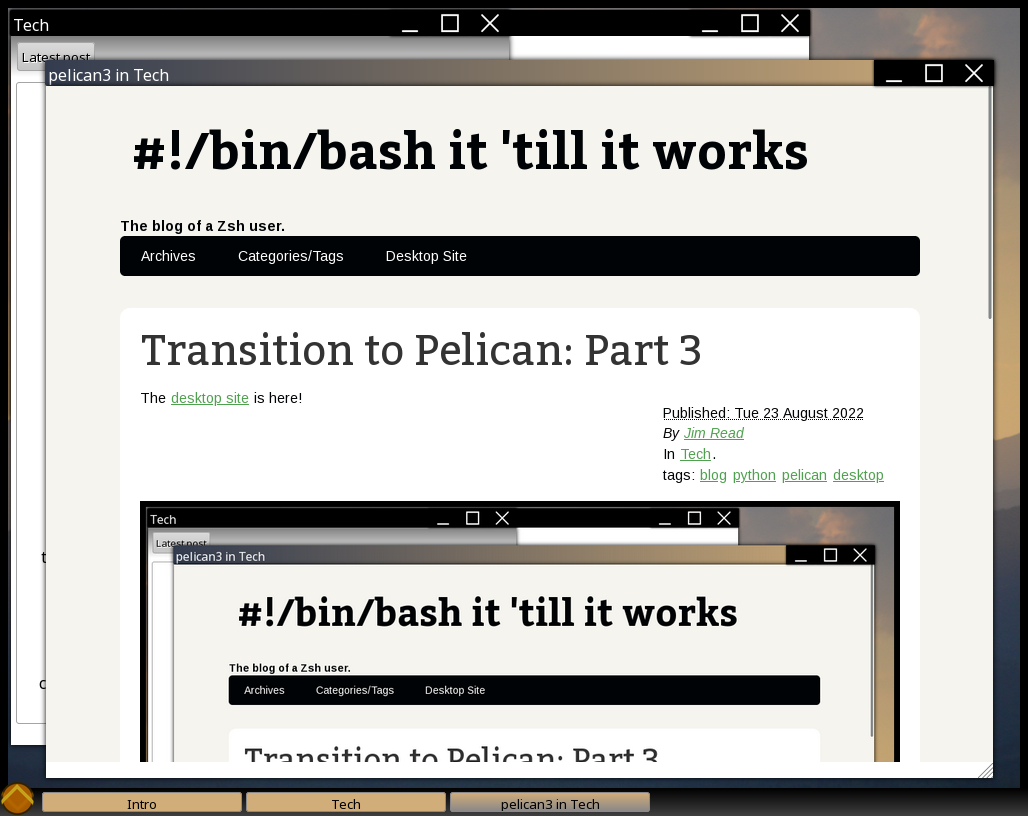 Tech
Latest post
pelican3 in Tech
#!/bin/bash it 'till it works
The blog of a Zsh user.
Archives Categories/Tags Desktop Site
Transition to Pelican: Part 3
The desktop site is here!
Published: Tue 23 August 2022
By Jim Read
In Tech.
tags: blog python pelican desktop
Tech
Latest post
pelican3 in Tech
#!/bin/bash it 'till it works
The blog of a Zsh user.
Archives Categories/Tags Desktop Site
Transition to Pelican: Part 3
Intro Tech pelican3 in Tech